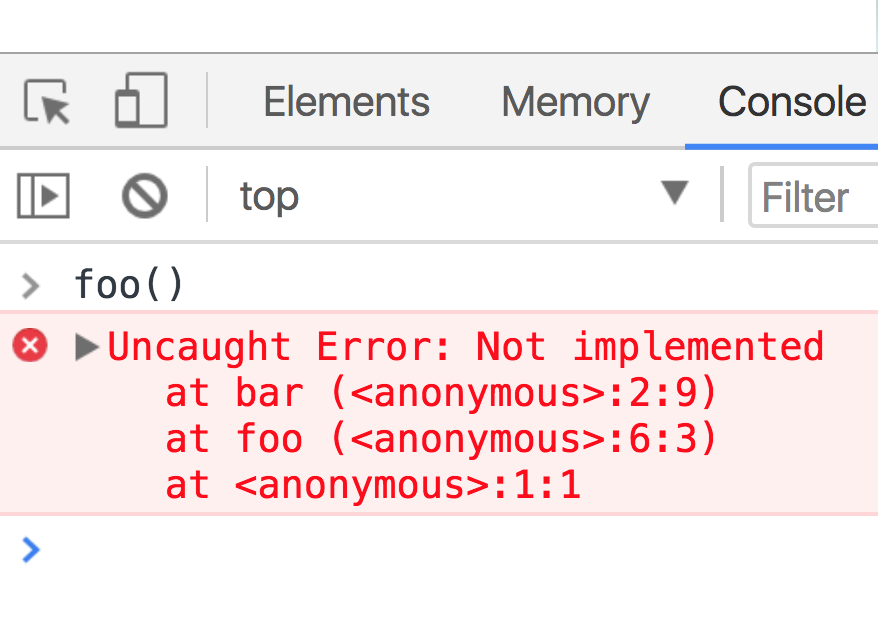 Elements Memory Console
top Filter
> foo()
Uncaught Error: Not implemented
at bar (<anonymous>:2:9)
at foo (<anonymous>:6:3)
at <anonymous>:1:1
>